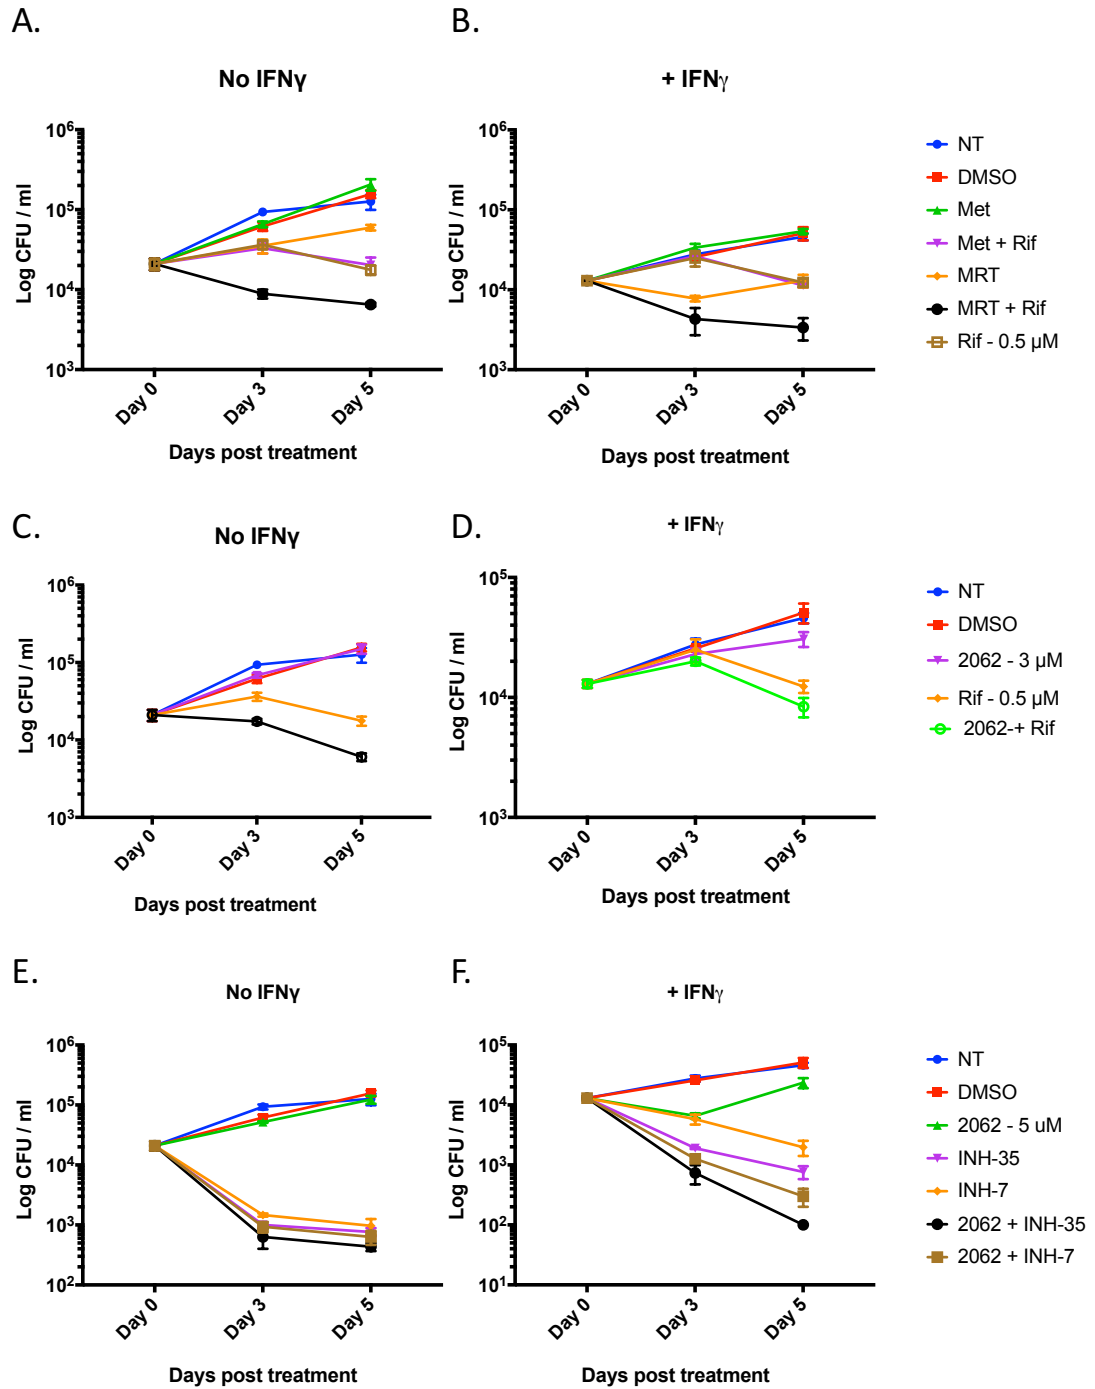 A.
B.
No IFNγ
+ IFNγ
10⁶
10⁵
10⁴
10³
Log CFU / ml
Day 0
Day 3
Day 5
Days post treatment
10⁶
10⁵
10⁴
10³
Log CFU / ml
Day 0
Day 3
Day 5
Days post treatment
NT
DMSO
Met
Met + Rif
MRT
MRT + Rif
Rif - 0.5 µM
C.
D.
No IFNγ
+ IFNγ
10⁶
10⁵
10⁴
10³
Log CFU / ml
Day 0
Day 3
Day 5
Days post treatment
10⁵
10⁴
10³
Log CFU / ml
Day 0
Day 3
Day 5
Days post treatment
NT
DMSO
2062 - 3 µM
Rif - 0.5 µM
2062-+ Rif
E.
F.
No IFNγ
+ IFNγ
10⁶
10⁵
10⁴
10³
10²
Log CFU / ml
Day 0
Day 3
Day 5
Days post treatment
10⁵
10⁴
10³
10²
10¹
Log CFU / ml
Day 0
Day 3
Day 5
Days post treatment
NT
DMSO
2062 - 5 uM
INH-35
INH-7
2062 + INH-35
2062 + INH-7